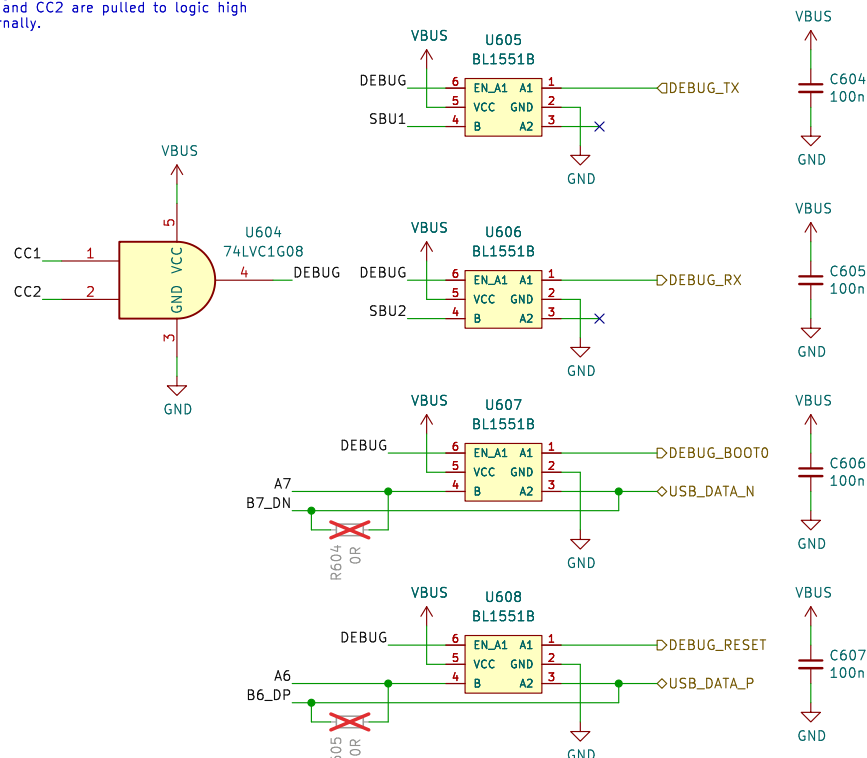 and CC2 are pulled to logic high
rnally.
VBUS
5
U604
74LVC1G08
CC1
1
VCC
4
DEBUG
CC2
2
GND
3
GND
VBUS
U605
BL1551B
DEBUG
6
EN_A1
A1
1
DEBUG_TX
5
VCC
GND
2
SBU1
4
B
A2
3
GND
VBUS
C604
100n
GND
VBUS
U606
BL1551B
DEBUG
6
EN_A1
A1
1
DEBUG_RX
5
VCC
GND
2
SBU2
4
B
A2
3
GND
VBUS
C605
100n
GND
VBUS
U607
BL1551B
DEBUG
6
EN_A1
A1
1
DEBUG_BOOT0
5
VCC
GND
2
A7
4
B
A2
3
USB_DATA_N
B7_DN
R604
0R
GND
VBUS
C606
100n
GND
VBUS
U608
BL1551B
DEBUG
6
EN_A1
A1
1
DEBUG_RESET
5
VCC
GND
2
A6
4
B
A2
3
USB_DATA_P
B6_DP
605
0R
GND
VBUS
C607
100n
GND